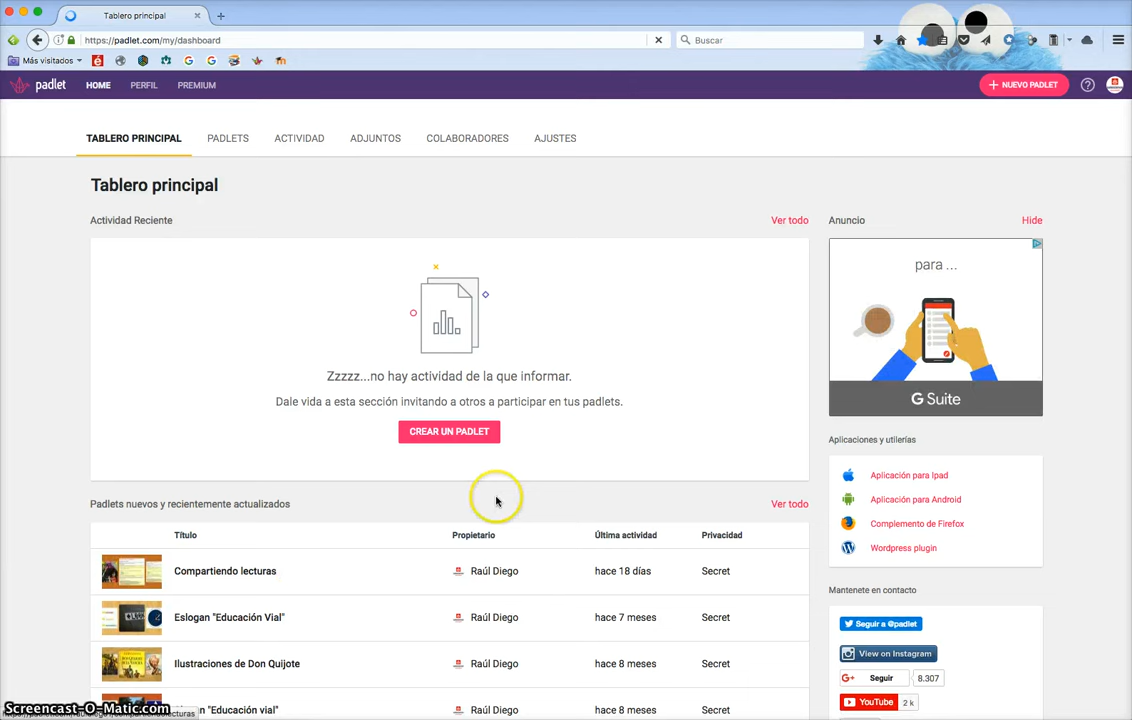 Tablero principal
https://padlet.com/my/dashboard
Buscar
Más visitados
padlet HOME PERFIL PREMIUM NUEVO PADLET
TABLERO PRINCIPAL PADLETS ACTIVIDAD ADJUNTOS COLABORADORES AJUSTES
Tablero principal
Actividad Reciente Ver todo
Zzzzz...no hay actividad de la que informar.
Dale vida a esta sección invitando a otros a participar en tus padlets.
CREAR UN PADLET
Padlets nuevos y recientemente actualizados Ver todo
Título Propietario Última actividad Privacidad
Compartiendo lecturas Raúl Diego hace 18 días Secret
Eslogan "Educación Vial" Raúl Diego hace 7 meses Secret
Ilustraciones de Don Quijote Raúl Diego hace 8 meses Secret
"Educación vial" Raúl Diego hace 8 meses Secret
Anuncio Hide
para ...
G Suite
Aplicaciones y utilerías
Aplicación para Ipad
Aplicación para Android
Complemento de Firefox
Wordpress plugin
Mantente en contacto
Seguir a @padlet
View on Instagram
G+ Seguir 8.307
YouTube 2 k
Screencast-O-Matic.com